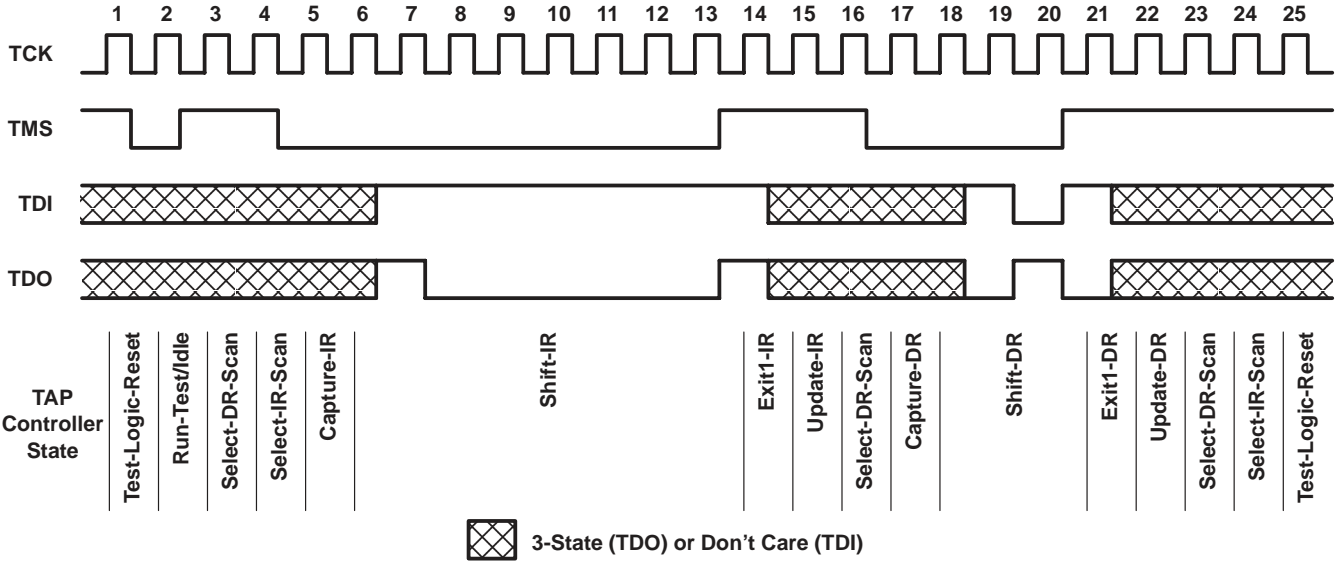 1 2 3 4 5 6 7 8 9 10 11 12 13 14 15 16 17 18 19 20 21 22 23 24 25
TCK
TMS
TDI
TDO
TAP
Controller
State
Test-Logic-Reset
Run-Test/Idle
Select-DR-Scan
Select-IR-Scan
Capture-IR
Shift-IR
Exit1-IR
Update-IR
Select-DR-Scan
Capture-DR
Shift-DR
Exit1-DR
Update-DR
Select-DR-Scan
Select-IR-Scan
Test-Logic-Reset
3-State (TDO) or Don’t Care (TDI)